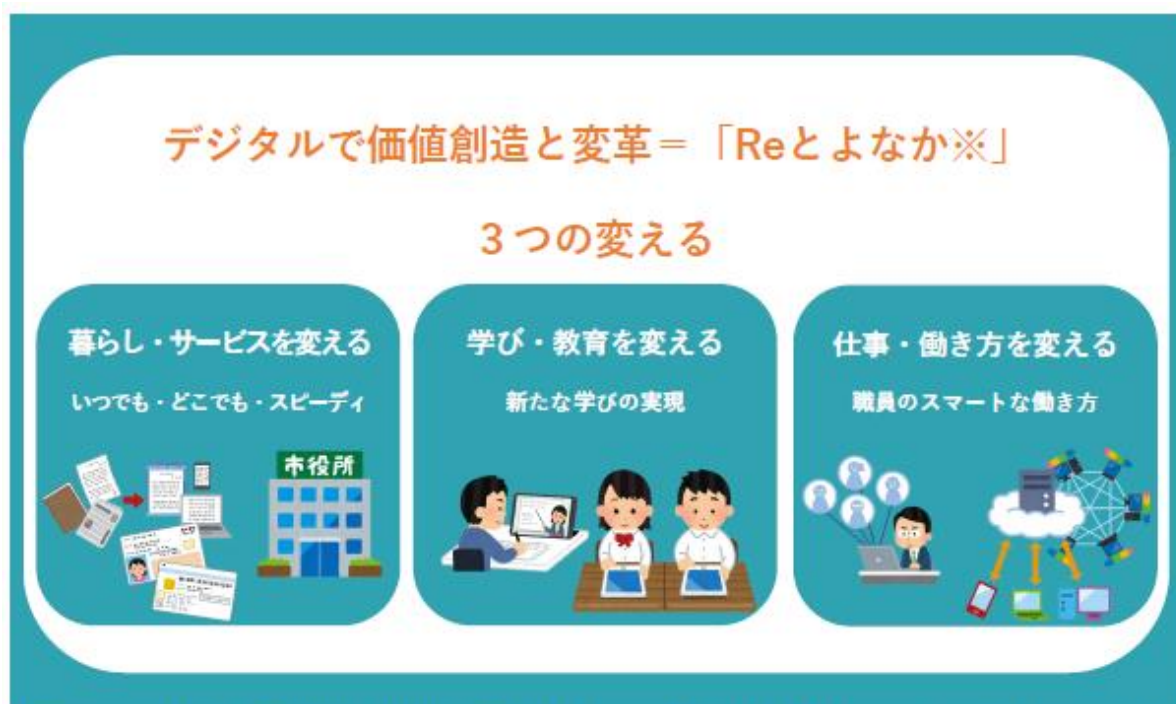 デジタルで価値創造と変革＝「Reとよなか※」
３つの変える
暮らし・サービスを変える
いつでも・どこでも・スピーディ
市役所
学び・教育を変える
新たな学びの実現
仕事・働き方を変える
職員のスマートな働き方